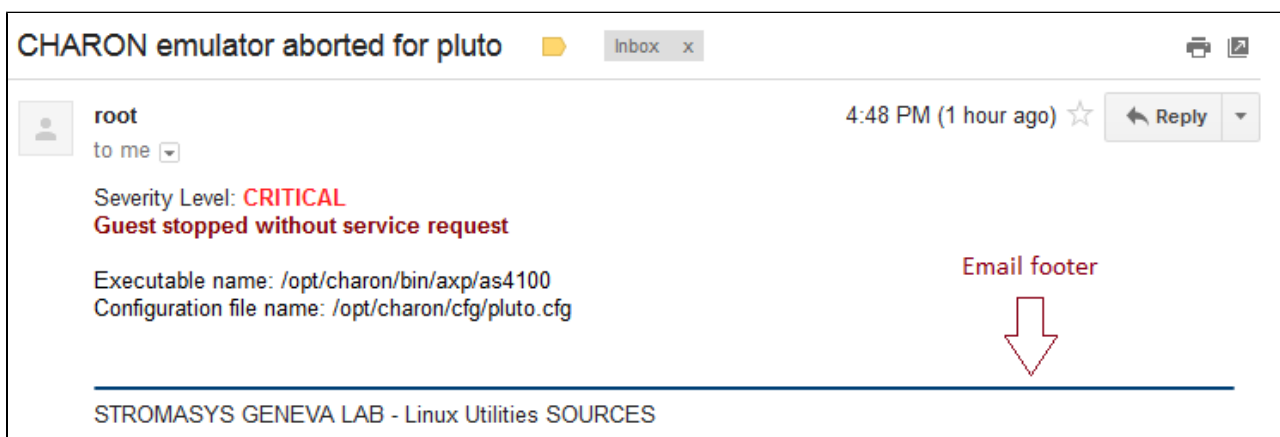 CHARON emulator aborted for pluto Inbox x
root 4:48 PM (1 hour ago) Reply
to me
Severity Level: CRITICAL
Guest stopped without service request
Executable name: /opt/charon/bin/axp/as4100
Configuration file name: /opt/charon/cfg/pluto.cfg
Email footer
STROMASYS GENEVA LAB - Linux Utilities SOURCES